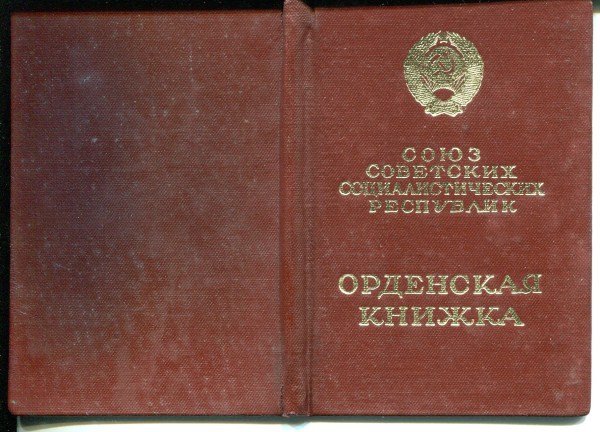 СОЮЗ
СОВЕТСКИХ
СОЦИАЛИСТИЧЕСКИХ
РЕСПУБЛИК
ОРДЕНСКАЯ
КНИЖКА